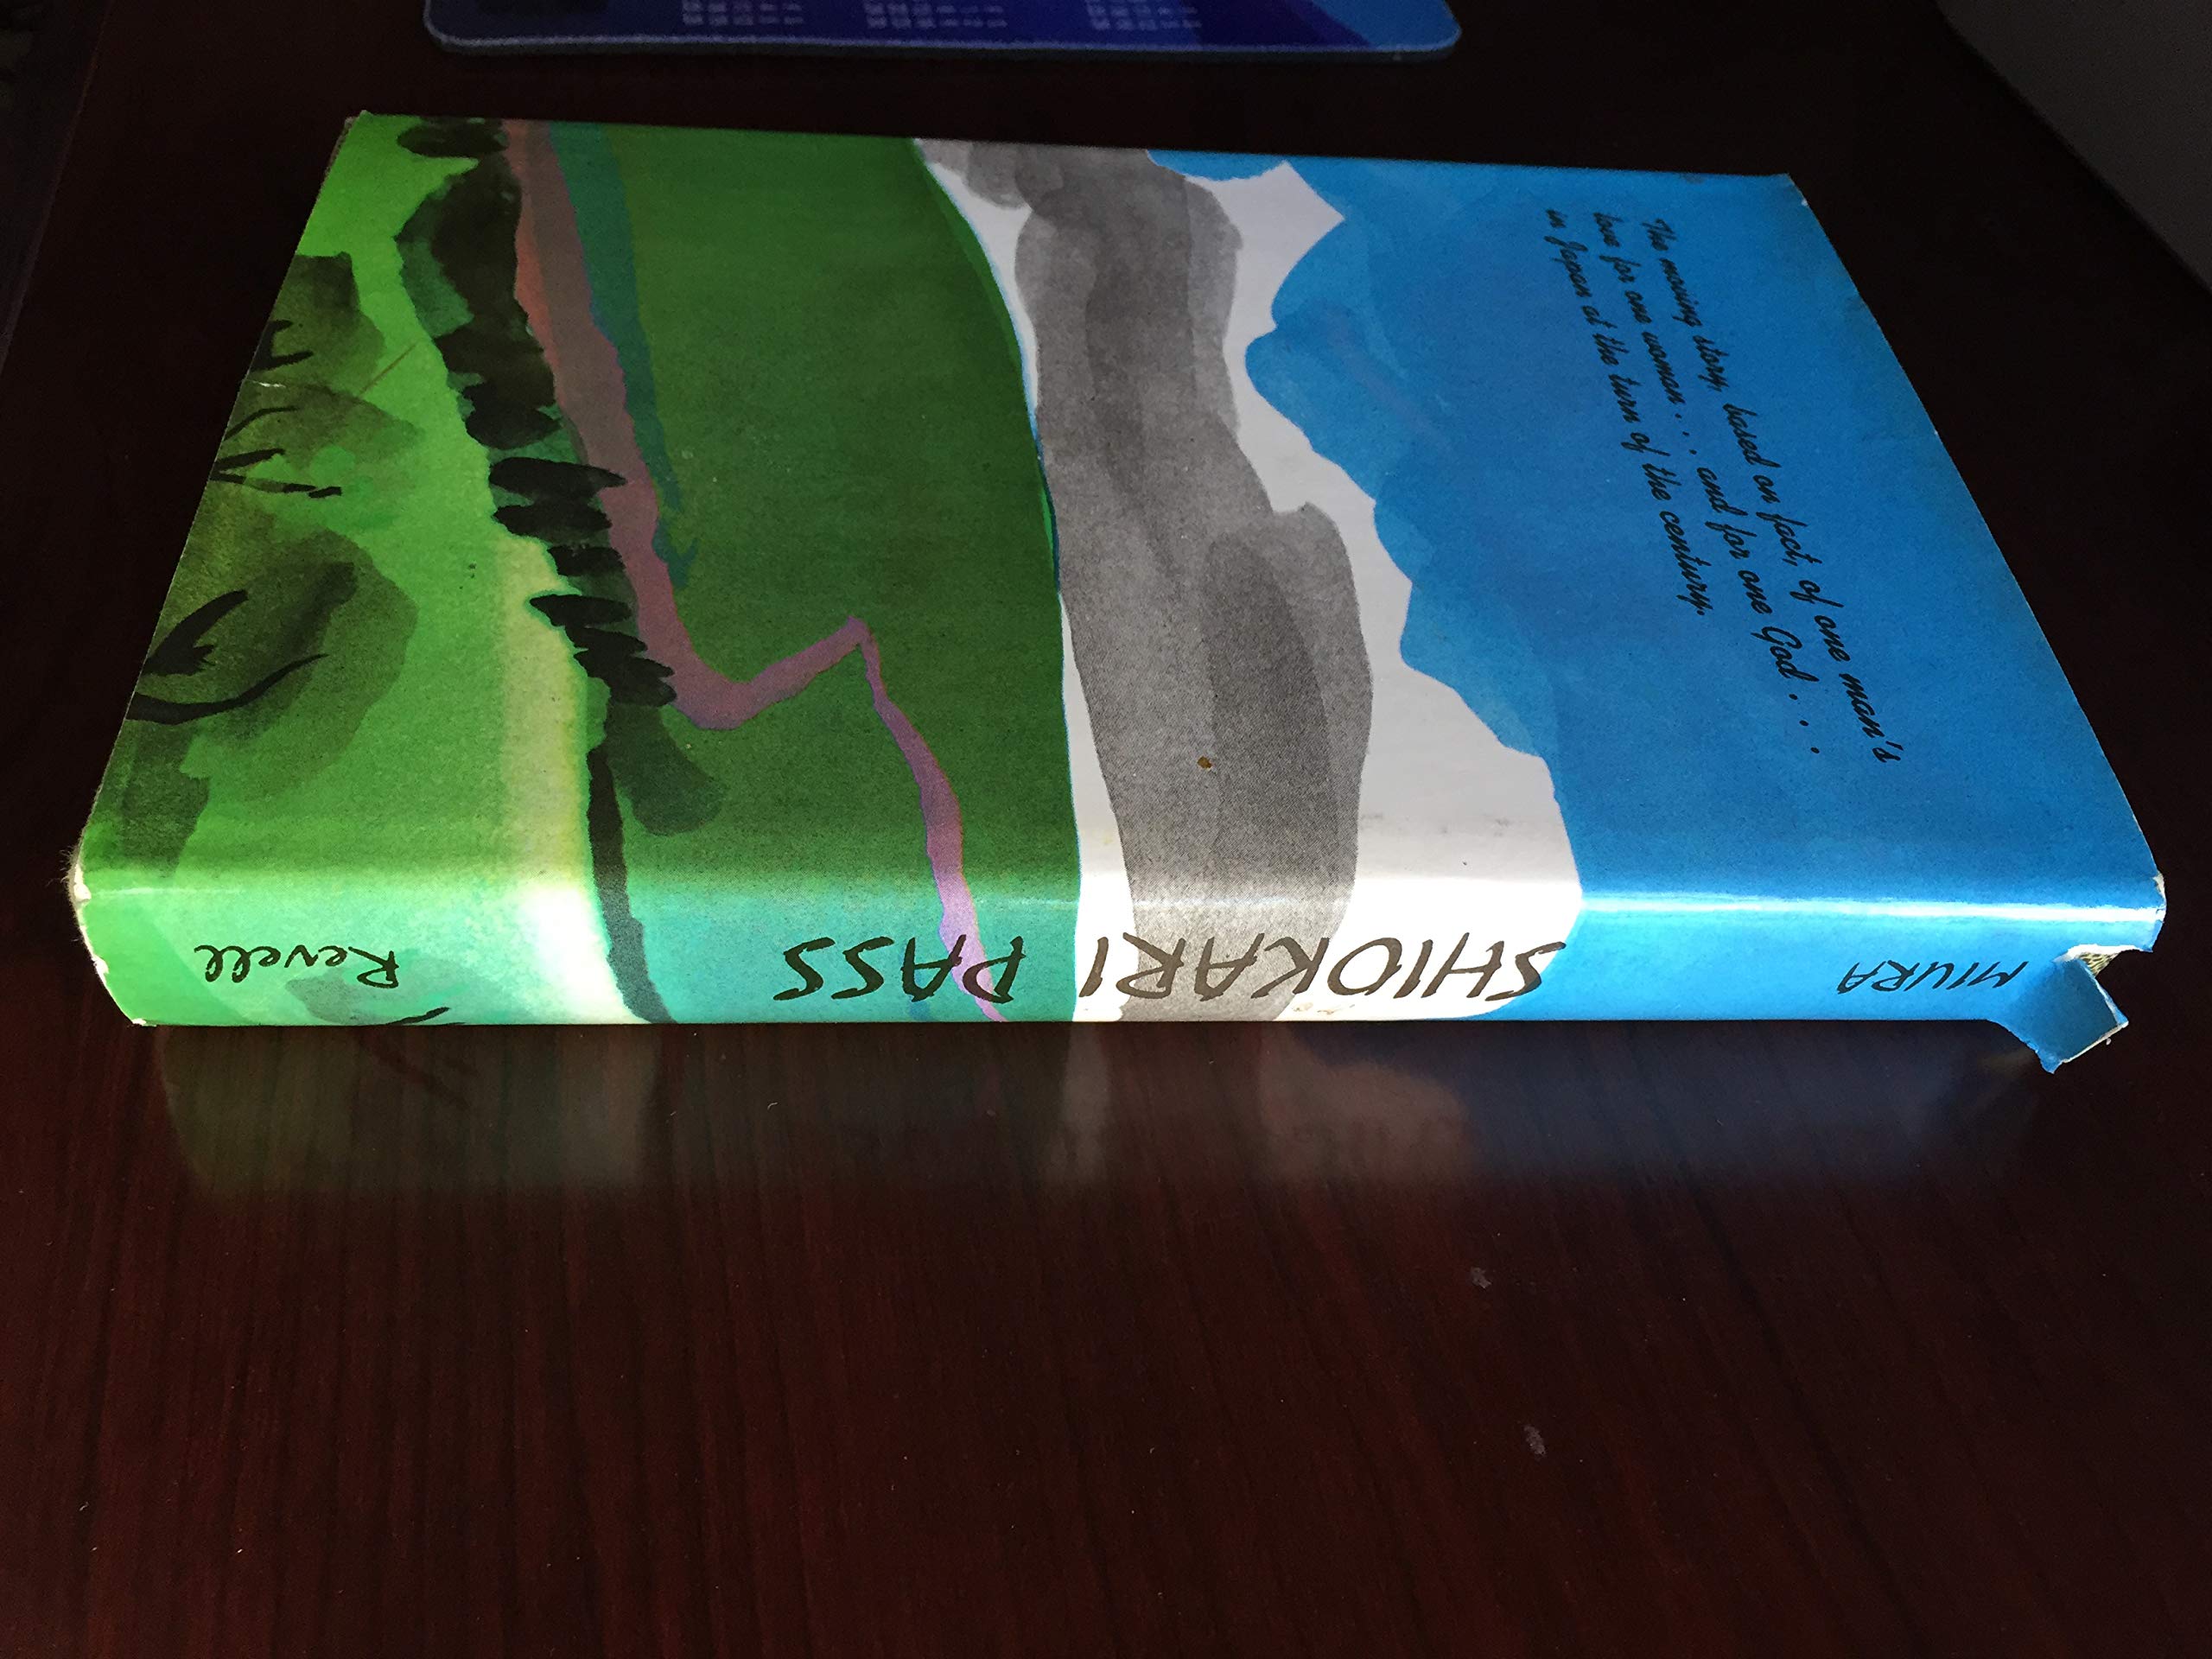 The moving story, based on fact, of one man's
love for one woman . . . and for one God . . .
in Japan at the turn of the century.
MIURA
SHIOKARI PASS
Revell